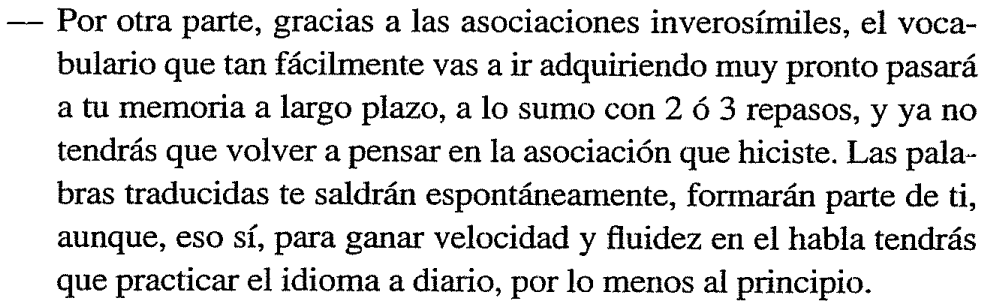 — Por otra parte, gracias a las asociaciones inverosímiles, el voca-
bulario que tan fácilmente vas a ir adquiriendo muy pronto pasará
a tu memoria a largo plazo, a lo sumo con 2 ó 3 repasos, y ya no
tendrás que volver a pensar en la asociación que hiciste. Las pala-
bras traducidas te saldrán espontáneamente, formarán parte de ti,
aunque, eso sí, para ganar velocidad y fluidez en el habla tendrás
que practicar el idioma a diario, por lo menos al principio.